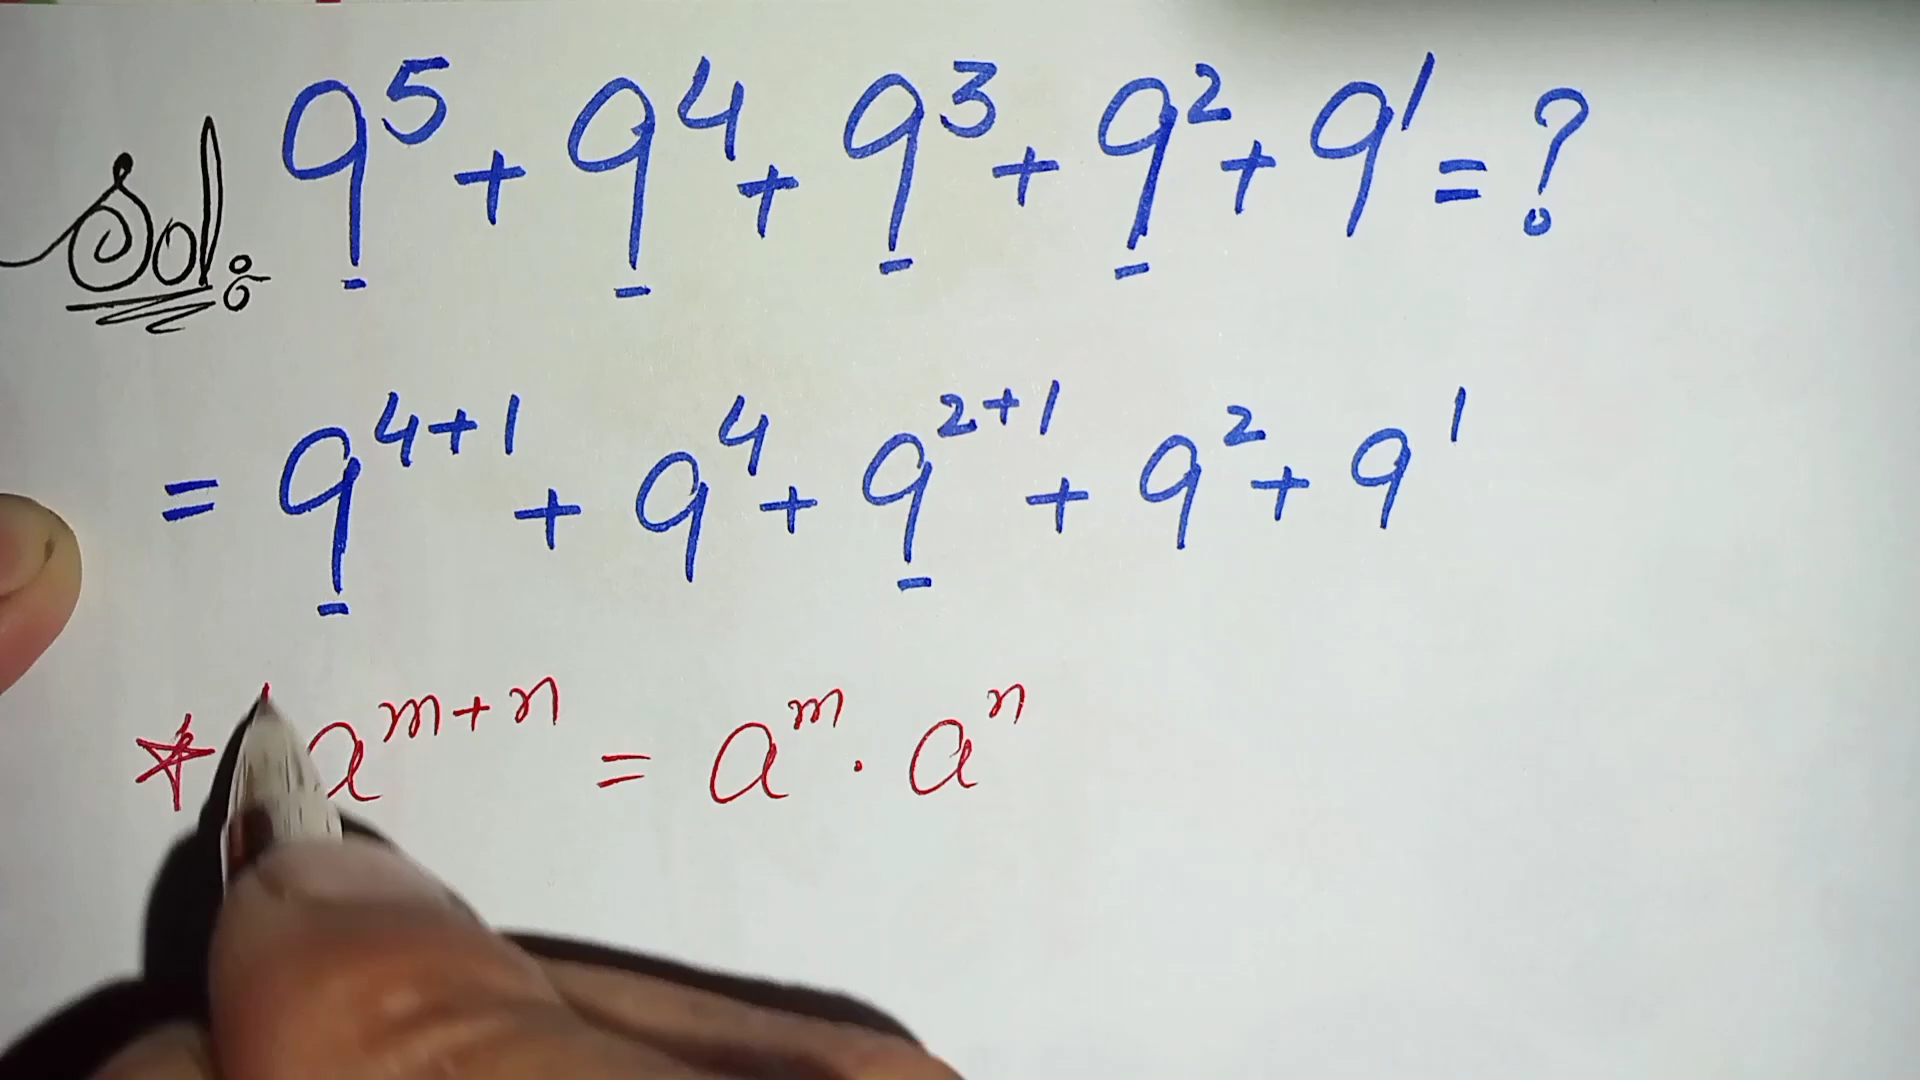 9⁵ + 9⁴ + 9³ + 9² + 9¹ = ?
Sol:
= 9⁴⁺¹ + 9⁴ + 9²⁺¹ + 9² + 9¹
* a^{m+n} = a^m · a^n